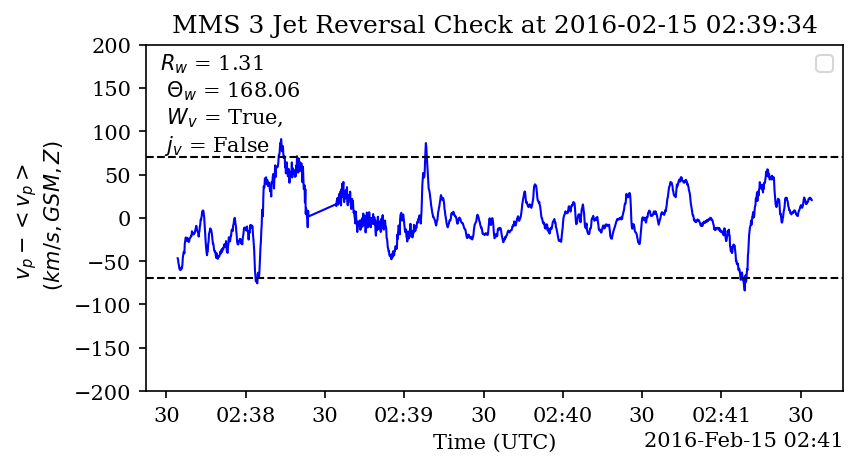 MMS 3 Jet Reversal Check at 2016-02-15 02:39:34
R_w = 1.31
Θ_w = 168.06
W_v = True,
j_v = False
v_p − < v_p >
(km/s, GSM, Z)
200
150
100
50
0
−50
−100
−150
−200
30 02:38 30 02:39 30 02:40 30 02:41 30
Time (UTC)
2016-Feb-15 02:41